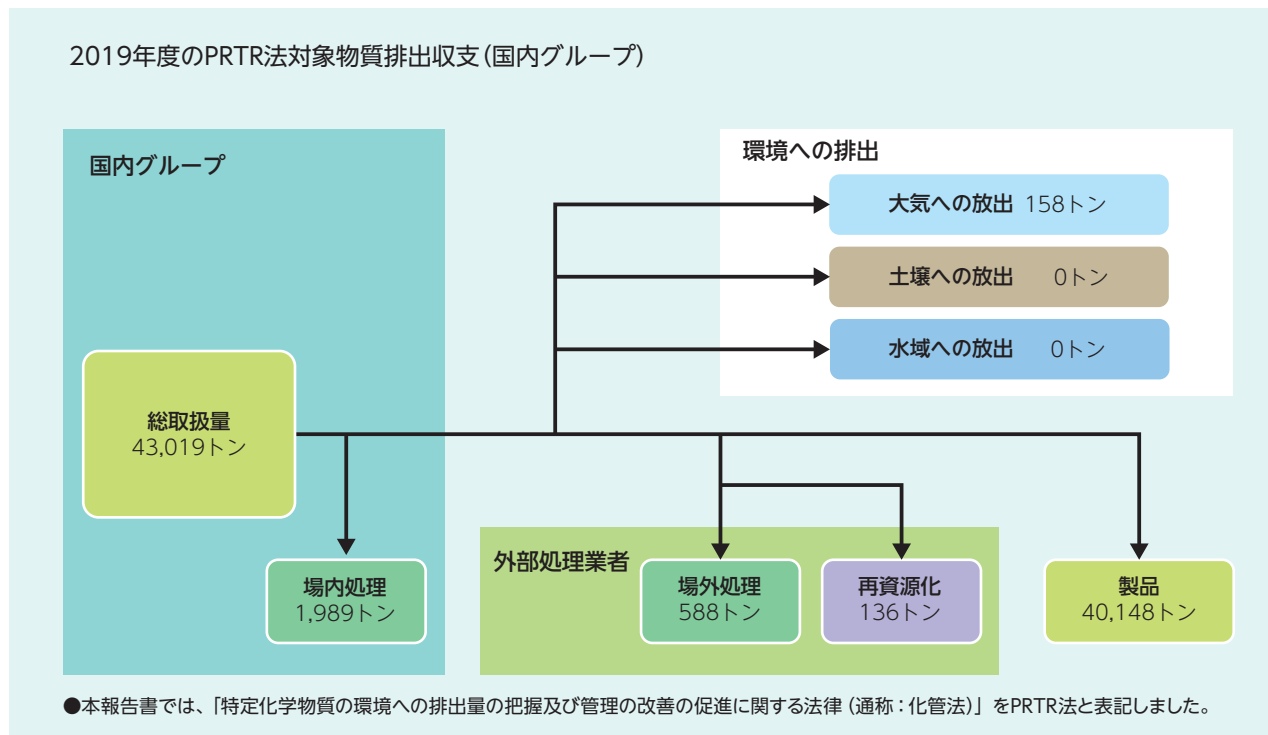 2019年度のPRTR法対象物質排出収支(国内グループ)
国内グループ
環境への排出
大気への放出 158トン
土壌への放出 0トン
水域への放出 0トン
総取扱量
43,019トン
外部処理業者
場内処理
1,989トン
場外処理
588トン
再資源化
136トン
製品
40,148トン
●本報告書では、「特定化学物質の環境への排出量の把握及び管理の改善の促進に関する法律(通称:化管法)」をPRTR法と表記しました。